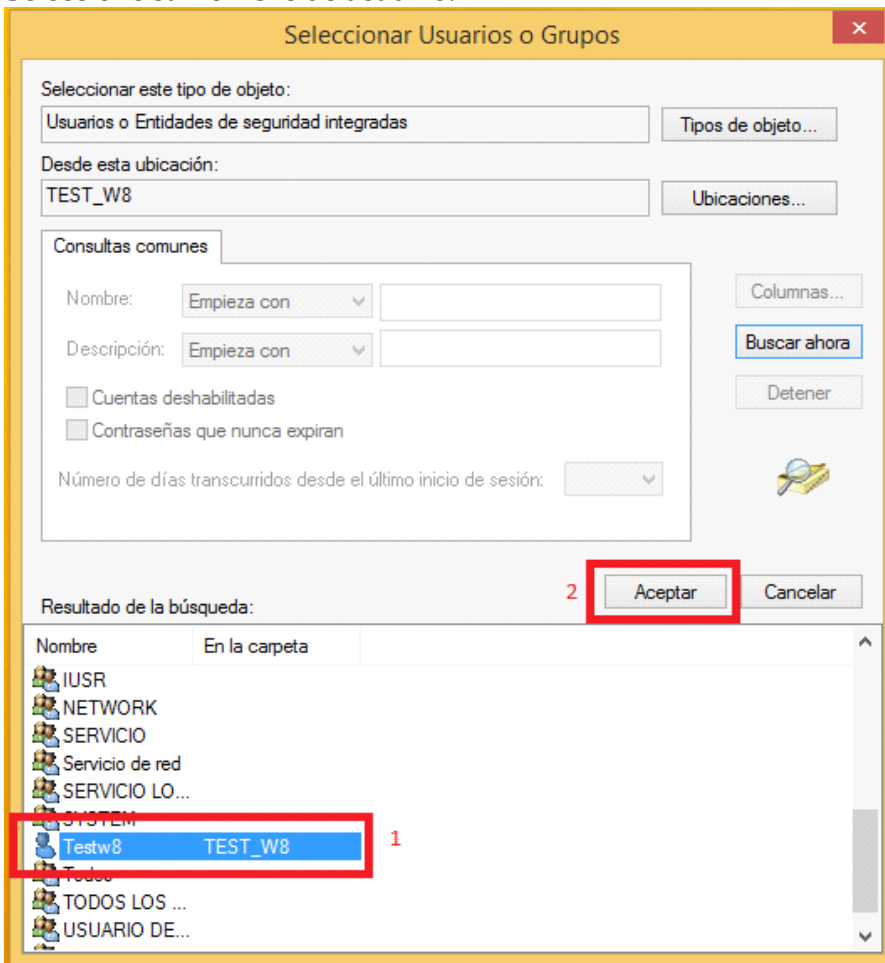 Seleccionar Usuarios o Grupos
Seleccionar este tipo de objeto:
Usuarios o Entidades de seguridad integradas
Tipos de objeto...
Desde esta ubicación:
TEST_W8
Ubicaciones...
Consultas comunes
Nombre:
Empieza con
Columnas...
Descripción:
Empieza con
Buscar ahora
Cuentas deshabilitadas
Detener
Contraseñas que nunca expiran
Número de días transcurridos desde el último inicio de sesión:
2
Aceptar
Cancelar
Resultado de la búsqueda:
Nombre En la carpeta
IUSR
NETWORK
SERVICIO
Servicio de red
SERVICIO LO...
SYSTEM
Testw8 TEST_W8
1
Todos
TODOS LOS ...
USUARIO DE...